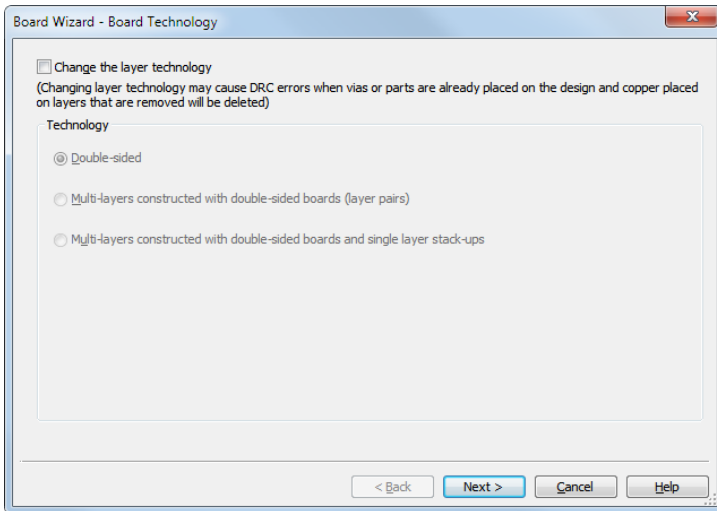 Board Wizard - Board Technology
Change the layer technology
(Changing layer technology may cause DRC errors when vias or parts are already placed on the design and copper placed
on layers that are removed will be deleted)
Technology
Double-sided
Multi-layers constructed with double-sided boards (layer pairs)
Multi-layers constructed with double-sided boards and single layer stack-ups
< Back Next > Cancel Help